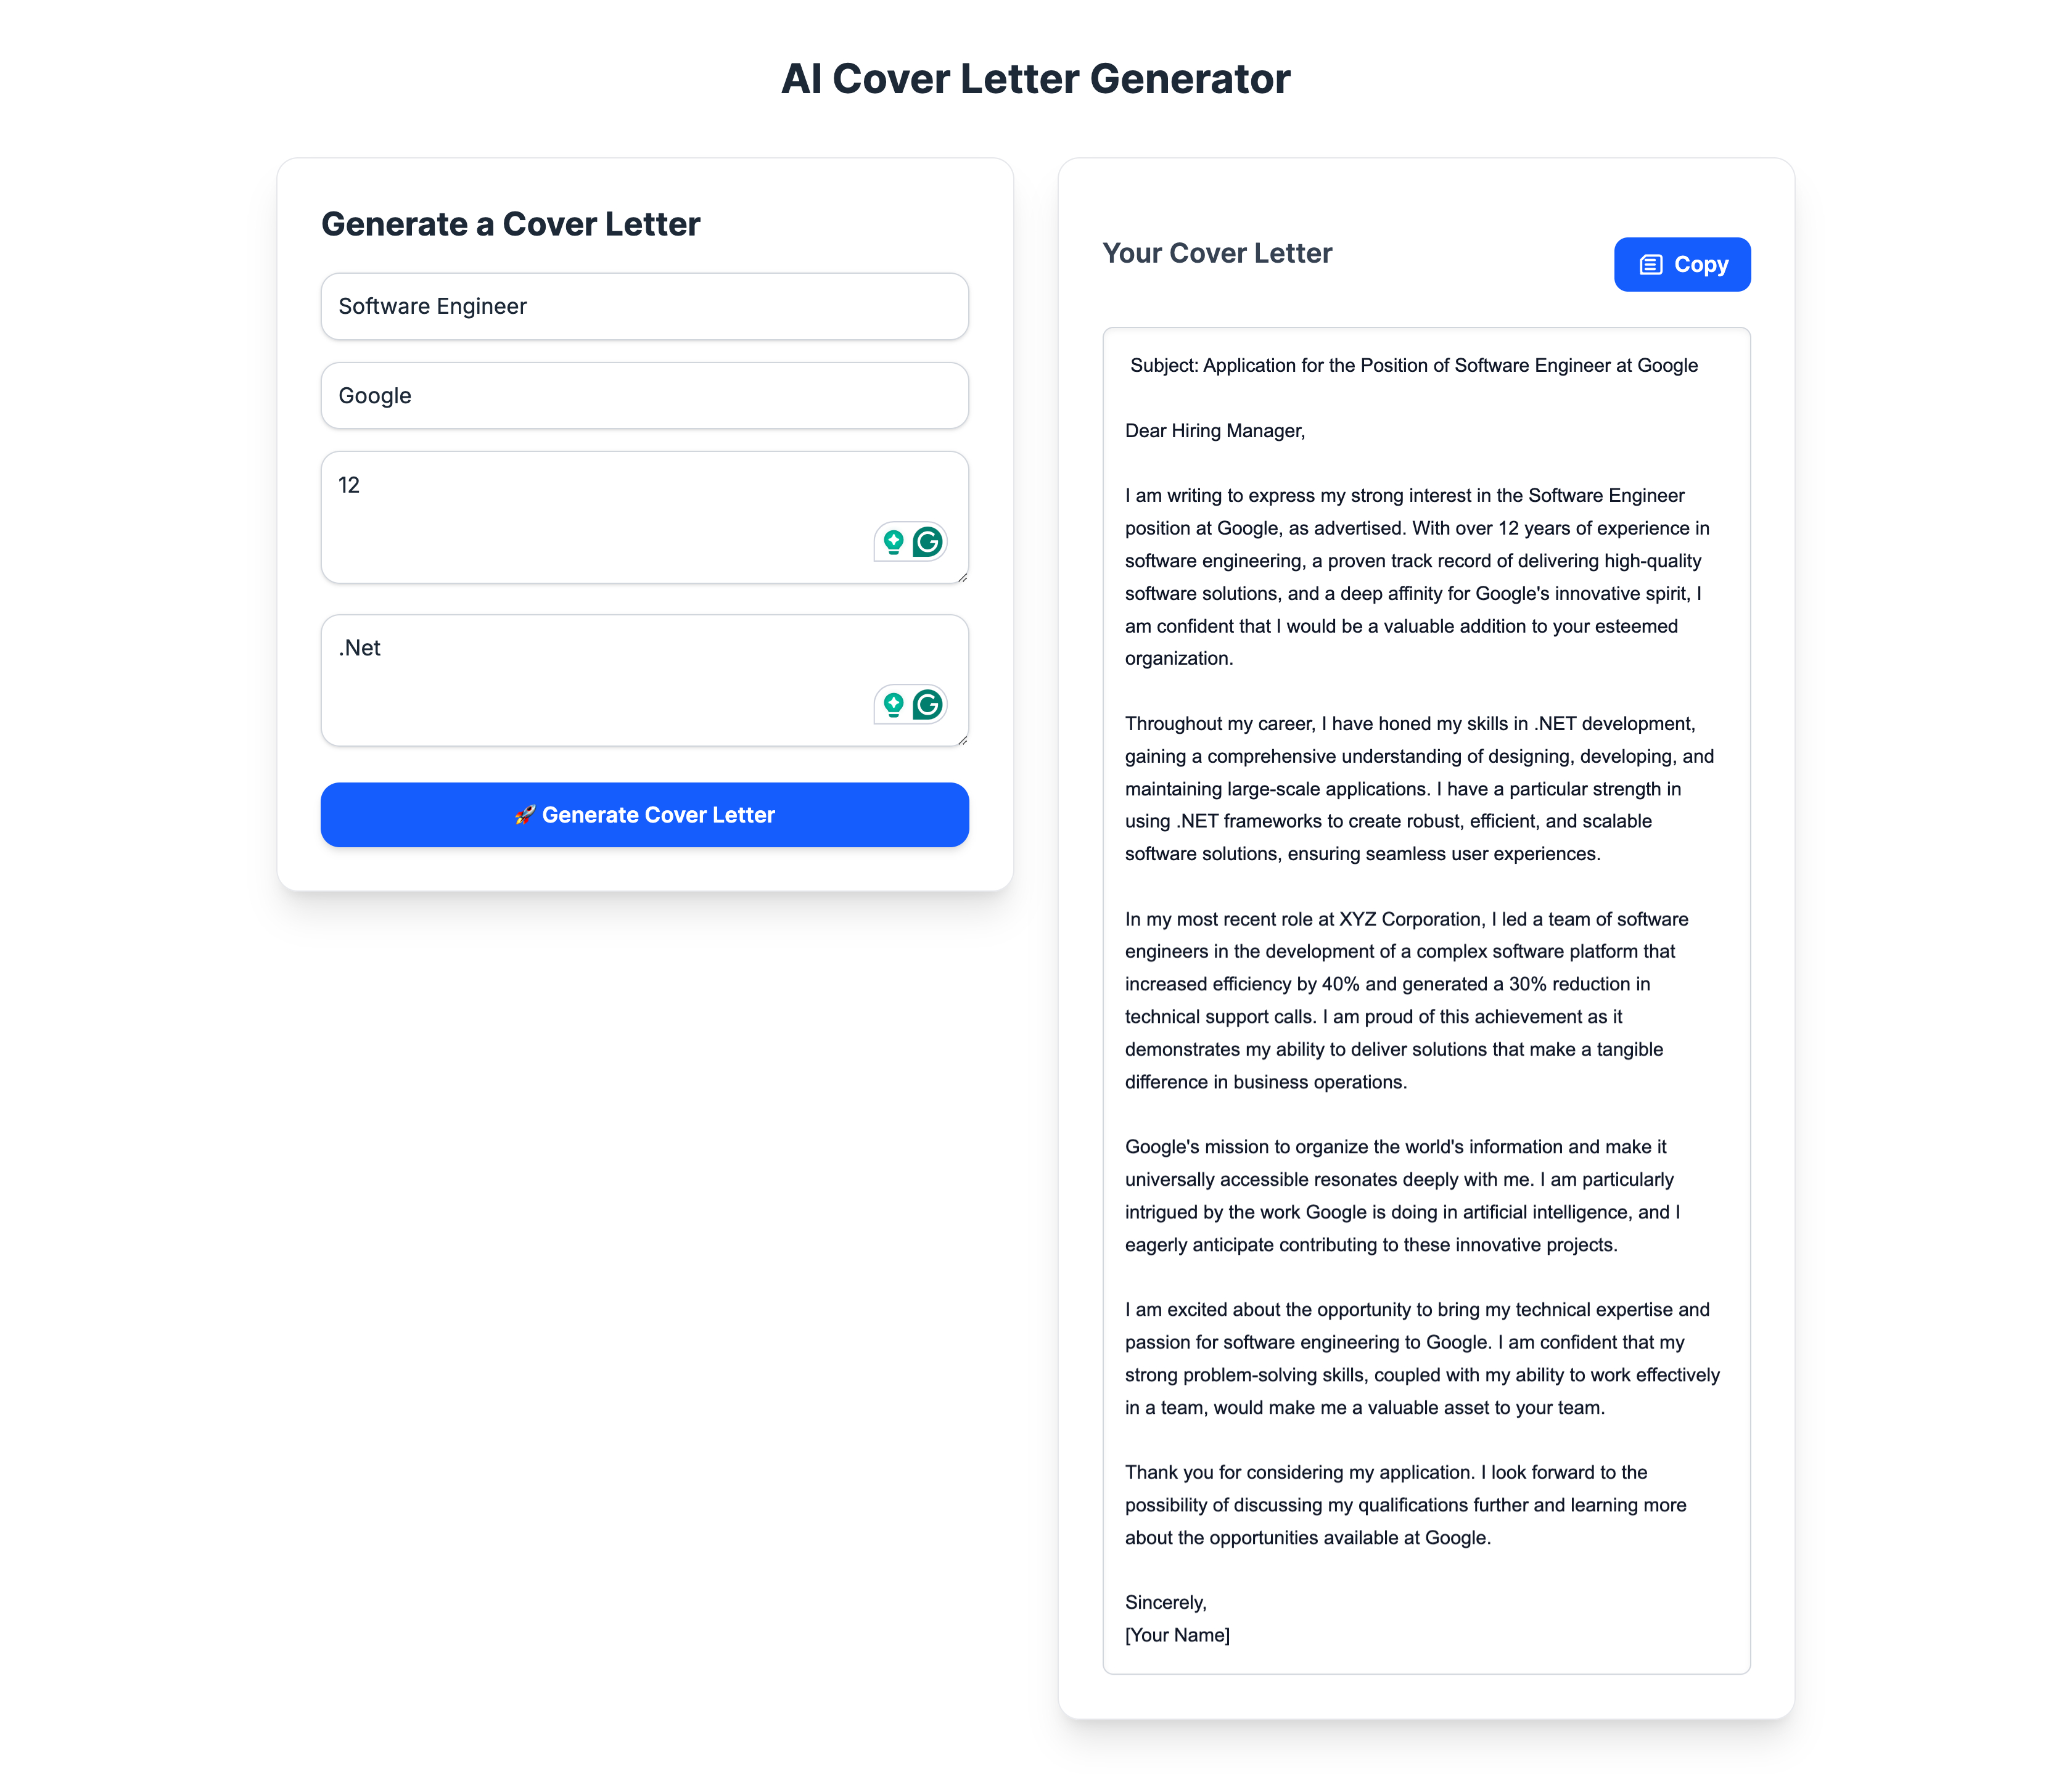 AI Cover Letter Generator
Generate a Cover Letter
Software Engineer
Google
12
.Net
🚀 Generate Cover Letter
Your Cover Letter
Copy
Subject: Application for the Position of Software Engineer at Google
Dear Hiring Manager,
I am writing to express my strong interest in the Software Engineer
position at Google, as advertised. With over 12 years of experience in
software engineering, a proven track record of delivering high-quality
software solutions, and a deep affinity for Google's innovative spirit, I
am confident that I would be a valuable addition to your esteemed
organization.
Throughout my career, I have honed my skills in .NET development,
gaining a comprehensive understanding of designing, developing, and
maintaining large-scale applications. I have a particular strength in
using .NET frameworks to create robust, efficient, and scalable
software solutions, ensuring seamless user experiences.
In my most recent role at XYZ Corporation, I led a team of software
engineers in the development of a complex software platform that
increased efficiency by 40% and generated a 30% reduction in
technical support calls. I am proud of this achievement as it
demonstrates my ability to deliver solutions that make a tangible
difference in business operations.
Google's mission to organize the world's information and make it
universally accessible resonates deeply with me. I am particularly
intrigued by the work Google is doing in artificial intelligence, and I
eagerly anticipate contributing to these innovative projects.
I am excited about the opportunity to bring my technical expertise and
passion for software engineering to Google. I am confident that my
strong problem-solving skills, coupled with my ability to work effectively
in a team, would make me a valuable asset to your team.
Thank you for considering my application. I look forward to the
possibility of discussing my qualifications further and learning more
about the opportunities available at Google.
Sincerely,
[Your Name]